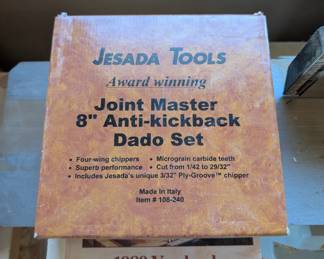 JESADA TOOLS
Award winning
Joint Master
8" Anti-kickback
Dado Set
• Four-wing chippers • Micrograin carbide teeth
• Superb performance • Cut from 1/42 to 29/32"
• Includes Jesada's unique 3/32" Ply-Groove™ chipper
Made In Italy
Item # 108-240